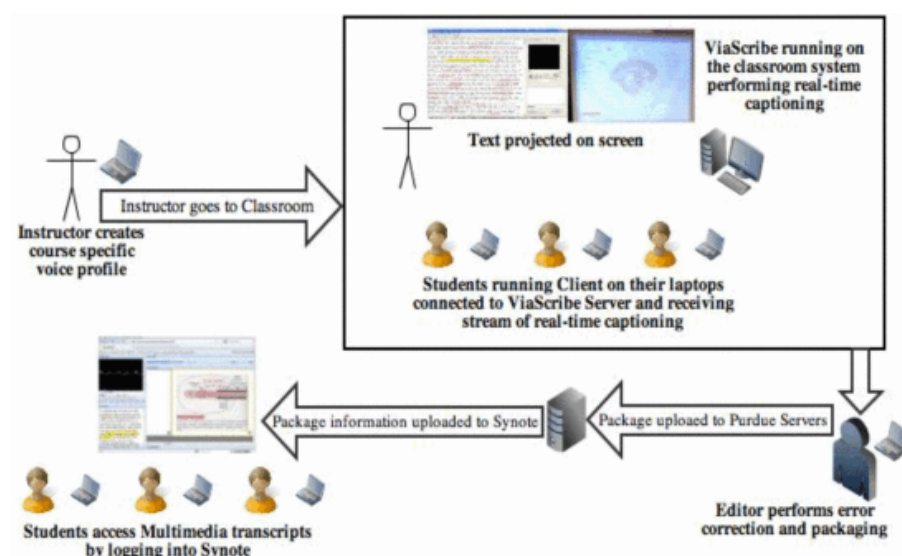 ViaScribe running on
the classroom system
performing real-time
captioning
Text projected on screen
Instructor goes to Classroom
Instructor creates
course specific
voice profile
Students running Client on their laptops
connected to ViaScribe Server and receiving
stream of real-time captioning
Package uploaed to Purdue Servers
Package information uploaded to Synote
Editor performs error
correction and packaging
Students access Multimedia transcripts
by logging into Synote